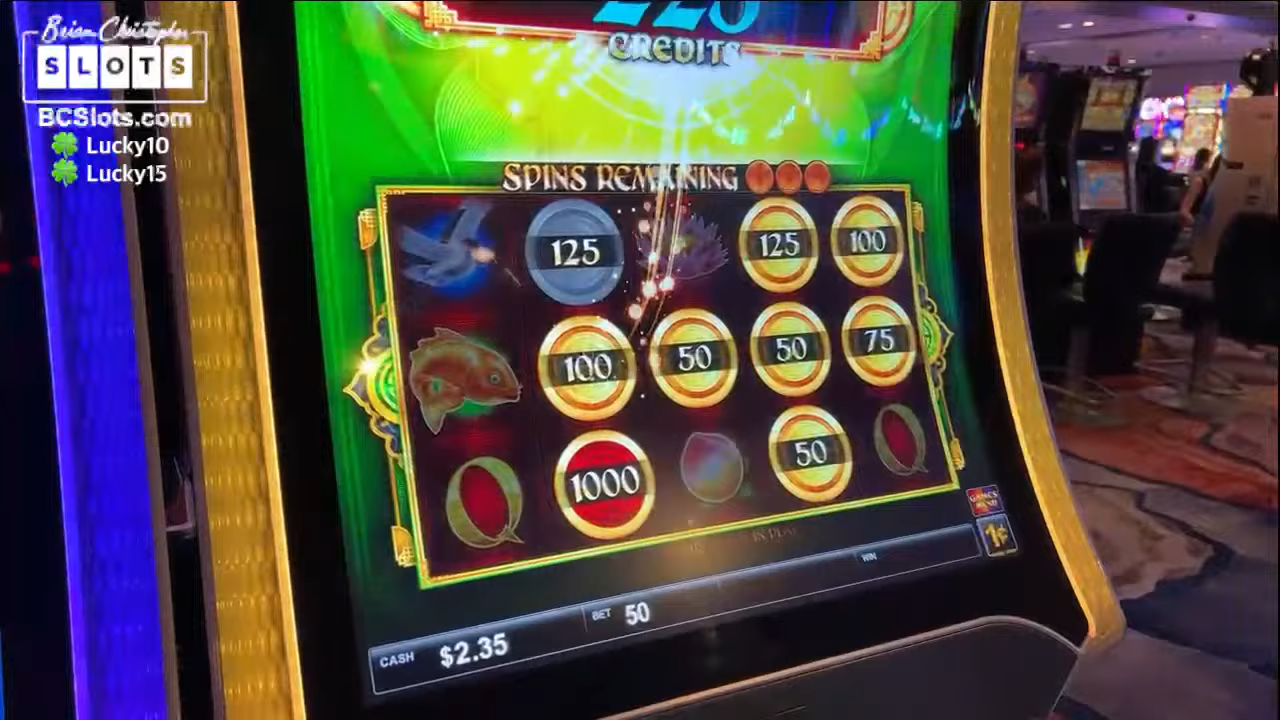 Brian Christopher
SLOTS
BCSlots.com
Lucky10
Lucky15
CREDITS
SPINS REMAINING
125 125 100
100 50 50 75
1000 50
CASH $2.35 BET 50 WIN
1¢